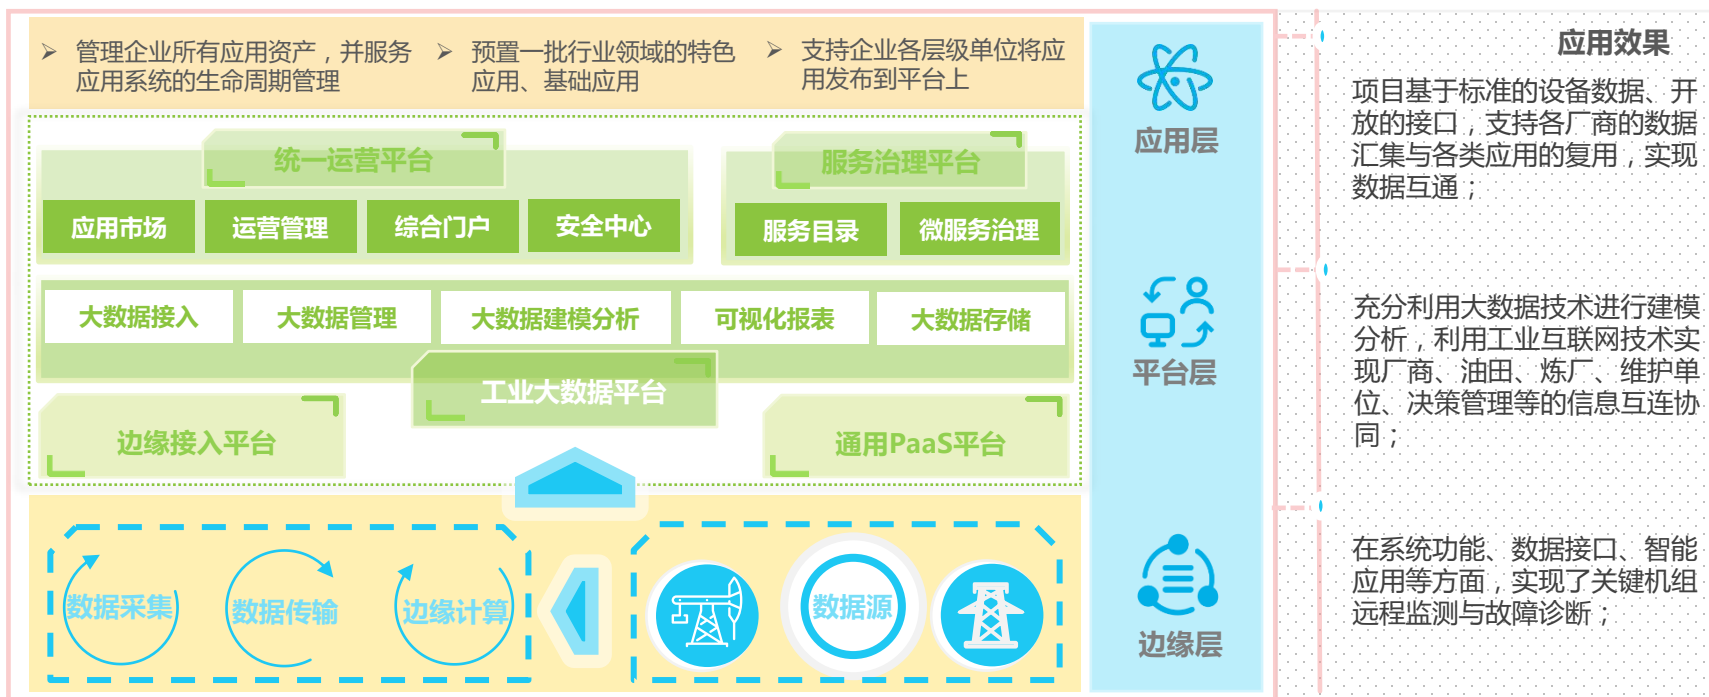 管理企业所有应用资产，并服务
应用系统的生命周期管理
预置一批行业领域的特色
应用、基础应用
支持企业各层级单位将应
用发布到平台上
应用层
统一运营平台
服务治理平台
应用市场
运营管理
综合门户
安全中心
服务目录
微服务治理
大数据接入
大数据管理
大数据建模分析
可视化报表
大数据存储
工业大数据平台
平台层
边缘接入平台
通用PaaS平台
数据采集
数据传输
边缘计算
数据源
边缘层
应用效果
项目基于标准的设备数据、开
放的接口，支持各厂商的数据
汇集与各类应用的复用，实现
数据互通；
充分利用大数据技术进行建模
分析，利用工业互联网技术实
现厂商、油田、炼厂、维护单
位、决策管理等的信息互连协
同；
在系统功能、数据接口、智能
应用等方面，实现了关键机组
远程监测与故障诊断；